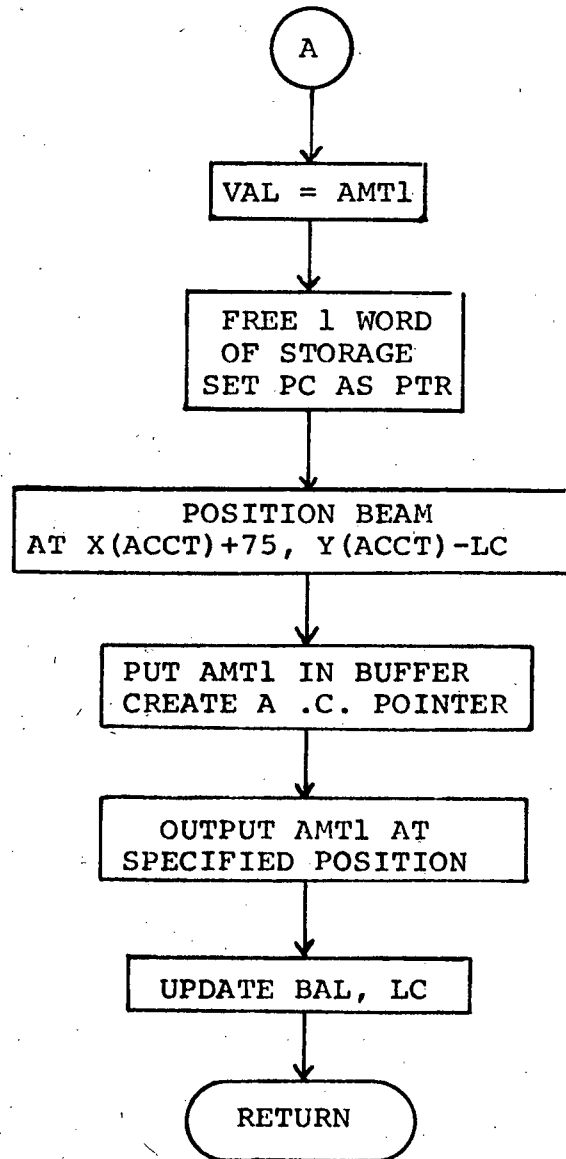 A
VAL = AMT1
FREE 1 WORD
OF STORAGE
SET PC AS PTR
POSITION BEAM
AT X(ACCT)+75, Y(ACCT)-LC
PUT AMT1 IN BUFFER
CREATE A .C. POINTER
OUTPUT AMT1 AT
SPECIFIED POSITION
UPDATE BAL, LC
RETURN